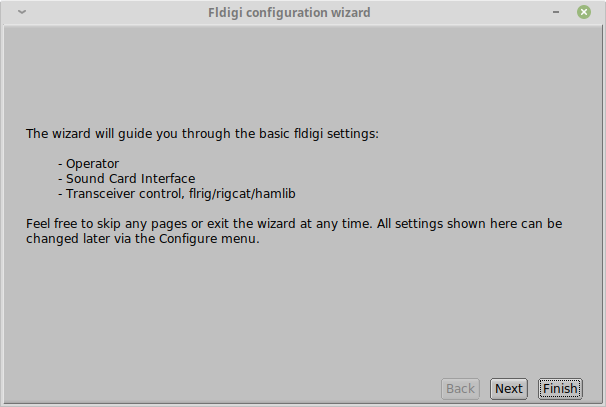 Fldigi configuration wizard
The wizard will guide you through the basic fldigi settings:
- Operator
- Sound Card Interface
- Transceiver control, flrig/rigcat/hamlib
Feel free to skip any pages or exit the wizard at any time. All settings shown here can be
changed later via the Configure menu.
Back Next Finish